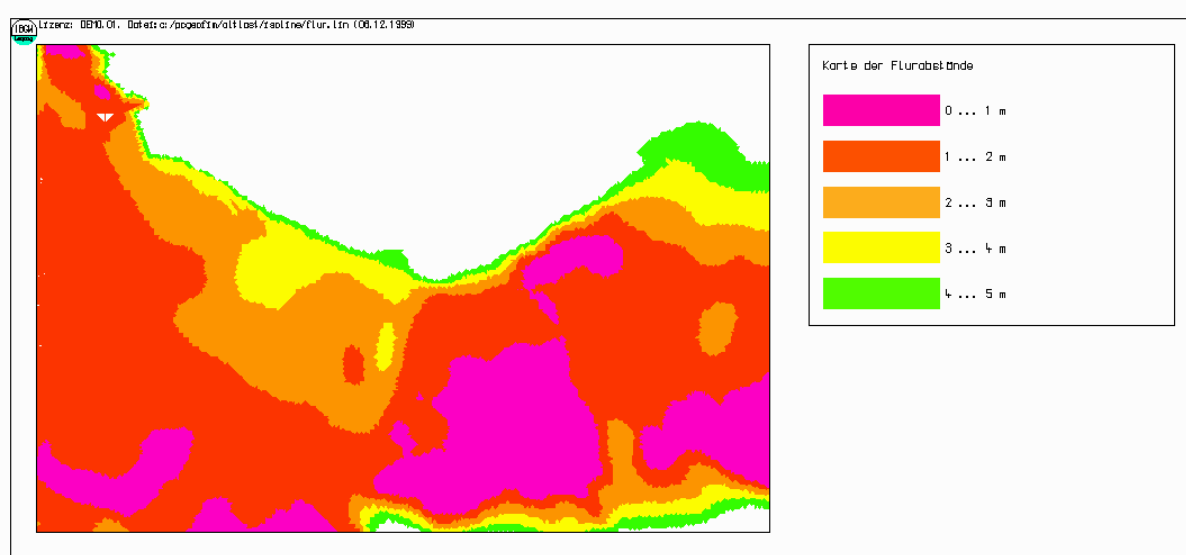 IBGW
Leipzig
Lizenz: DEMO.01, Datei:c:/pcgeofim/altlast/isoline/flur.lin (06.12.1999)
Karte der Flurabstände
0 ... 1 m
1 ... 2 m
2 ... 3 m
3 ... 4 m
4 ... 5 m